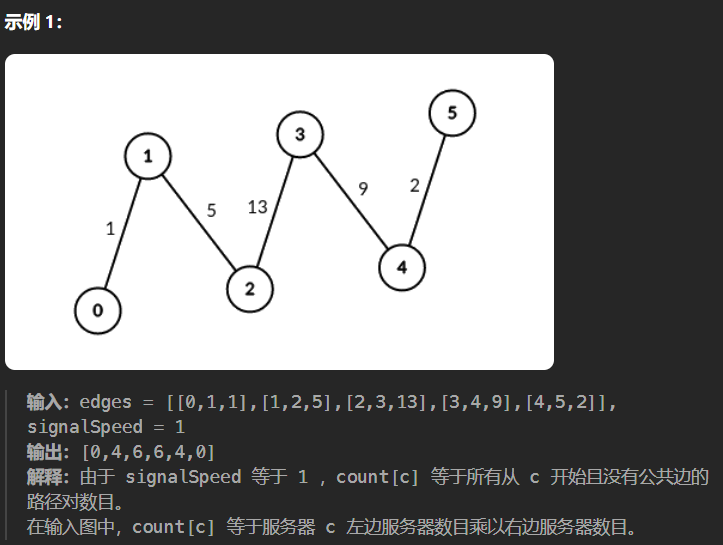 示例 1：
5
3
1
9
2
5
13
1
4
2
0
输入：edges = [[0,1,1],[1,2,5],[2,3,13],[3,4,9],[4,5,2]],
signalSpeed = 1
输出：[0,4,6,6,4,0]
解释：由于 signalSpeed 等于 1 ，count[c] 等于所有从 c 开始且没有公共边的
路径对数目。
在输入图中，count[c] 等于服务器 c 左边服务器数目乘以右边服务器数目。